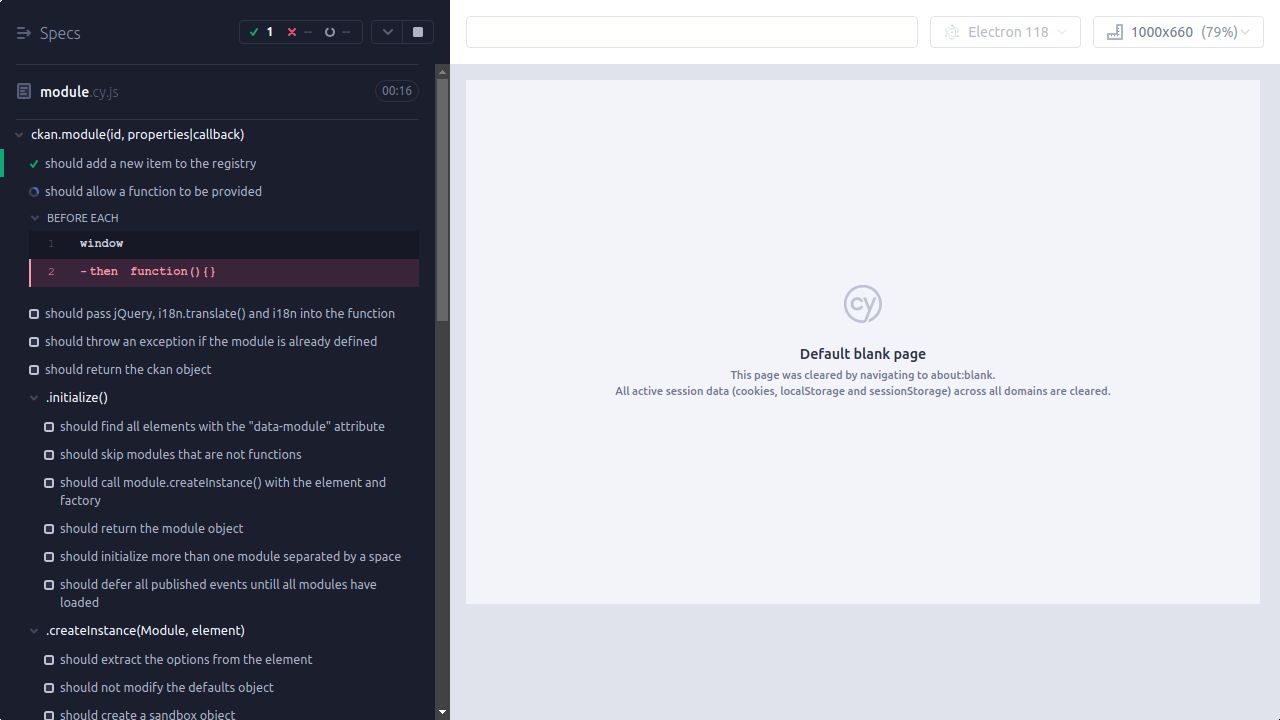 Specs
1
--
--
Electron 118
1000x660 (79%)
module.cy.js
00:16
ckan.module(id, properties|callback)
should add a new item to the registry
should allow a function to be provided
BEFORE EACH
1 window
2 -then function(){}
should pass jQuery, i18n.translate() and i18n into the function
should throw an exception if the module is already defined
should return the ckan object
.initialize()
should find all elements with the "data-module" attribute
should skip modules that are not functions
should call module.createInstance() with the element and
factory
should return the module object
should initialize more than one module separated by a space
should defer all published events untill all modules have
loaded
.createInstance(Module, element)
should extract the options from the element
should not modify the defaults object
should create a sandbox object
cy
Default blank page
This page was cleared by navigating to about:blank.
All active session data (cookies, localStorage and sessionStorage) across all domains are cleared.